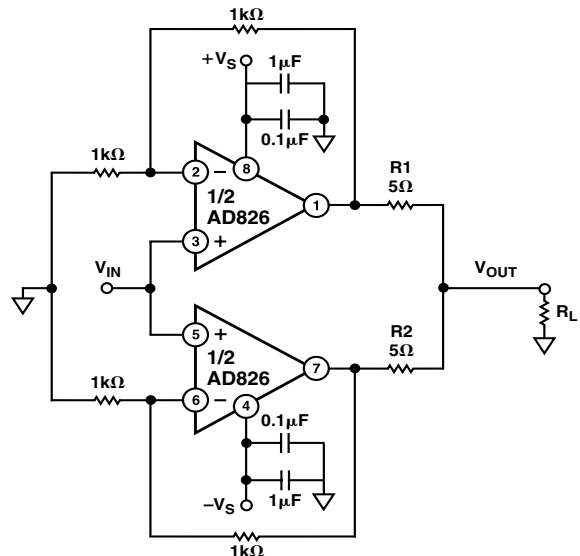 1kΩ
+VS
1μF
0.1μF
1kΩ
R1
5Ω
2 −
8
1/2
AD826
1
3 +
VIN
VOUT
RL
5 +
1/2
AD826
7
R2
5Ω
1kΩ
6 −
4
0.1μF
1μF
−VS
1kΩ